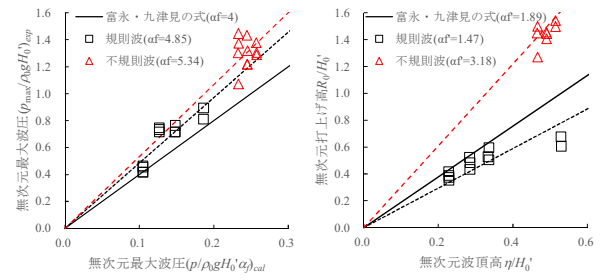 1.6
1.4
1.2
1.0
0.8
0.6
0.4
0.2
0.0
0.0 0.1 0.2 0.3
無次元最大波圧(pmax/ρ0gH0')exp
無次元最大波圧(p/ρ0gH0'αf)cal
富永・九津見の式(αf=4)
規則波(αf=4.85)
不規則波(αf=5.34)
1.6
1.4
1.2
1.0
0.8
0.6
0.4
0.2
0.0
0.0 0.2 0.4 0.6
無次元打上げ高R0/H0'
無次元波頂高η/H0'
富永・九津見の式(αf'=1.89)
規則波(αf'=1.47)
不規則波(αf'=3.18)